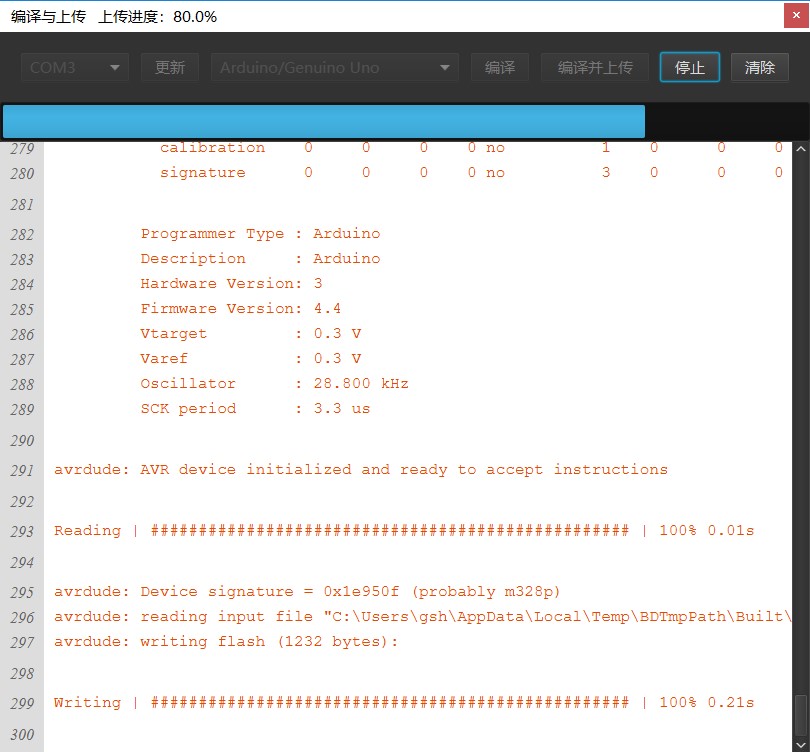 编译与上传 上传进度：80.0%
COM3 更新 Arduino/Genuino Uno 编译 编译并上传 停止 清除
279 calibration 0 0 0 0 no 1 0 0 0
280 signature 0 0 0 0 no 3 0 0 0
281
282 Programmer Type : Arduino
283 Description : Arduino
284 Hardware Version: 3
285 Firmware Version: 4.4
286 Vtarget : 0.3 V
287 Varef : 0.3 V
288 Oscillator : 28.800 kHz
289 SCK period : 3.3 us
290
291 avrdude: AVR device initialized and ready to accept instructions
292
293 Reading | ################################################## | 100% 0.01s
294
295 avrdude: Device signature = 0x1e950f (probably m328p)
296 avrdude: reading input file "C:\Users\gsh\AppData\Local\Temp\BDTmpPath\Built\
297 avrdude: writing flash (1232 bytes):
298
299 Writing | ################################################## | 100% 0.21s
300